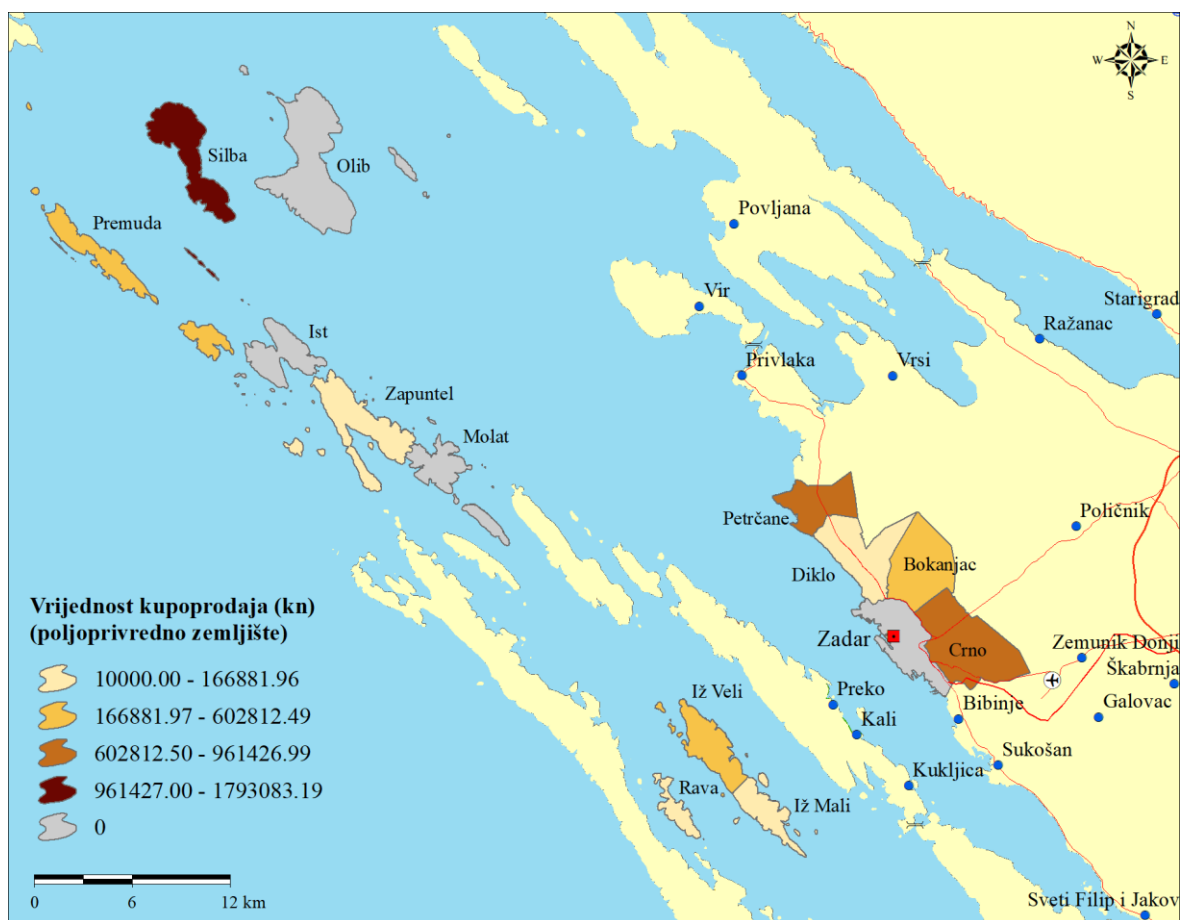 N
W E
S
Silba
Olib
Premuda
Povljana
Vir
Starigrad
Ist
Ražanac
Privlaka
Vrsi
Zapuntel
Molat
Petrčane
Poličnik
Bokanjac
Diklo
Vrijednost kupoprodaja (kn)
(poljoprivredno zemljište)
10000.00 - 166881.96
166881.97 - 602812.49
602812.50 - 961426.99
961427.00 - 1793083.19
0
Zadar
Crno
Zemunik Donji
Škabrnja
Iž Veli
Preko
Bibinje
Galovac
Kali
Sukošan
Rava
Iž Mali
Kukljica
0 6 12 km
Sveti Filip i Jakov